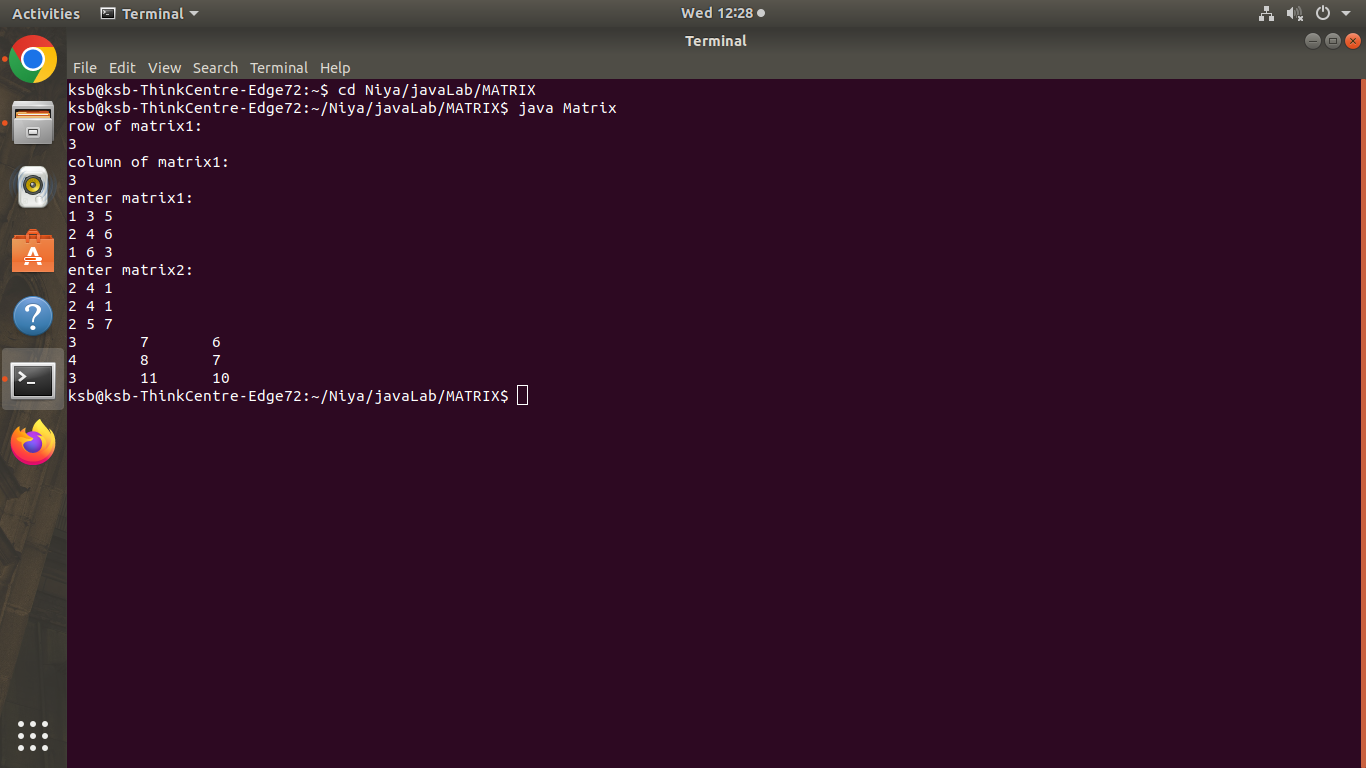 Activities Terminal Wed 12:28
Terminal
File Edit View Search Terminal Help
ksb@ksb-ThinkCentre-Edge72:~$ cd Niya/javaLab/MATRIX
ksb@ksb-ThinkCentre-Edge72:~/Niya/javaLab/MATRIX$ java Matrix
row of matrix1:
3
column of matrix1:
3
enter matrix1:
1 3 5
2 4 6
1 6 3
enter matrix2:
2 4 1
2 4 1
2 5 7
3 7 6
4 8 7
3 11 10
ksb@ksb-ThinkCentre-Edge72:~/Niya/javaLab/MATRIX$